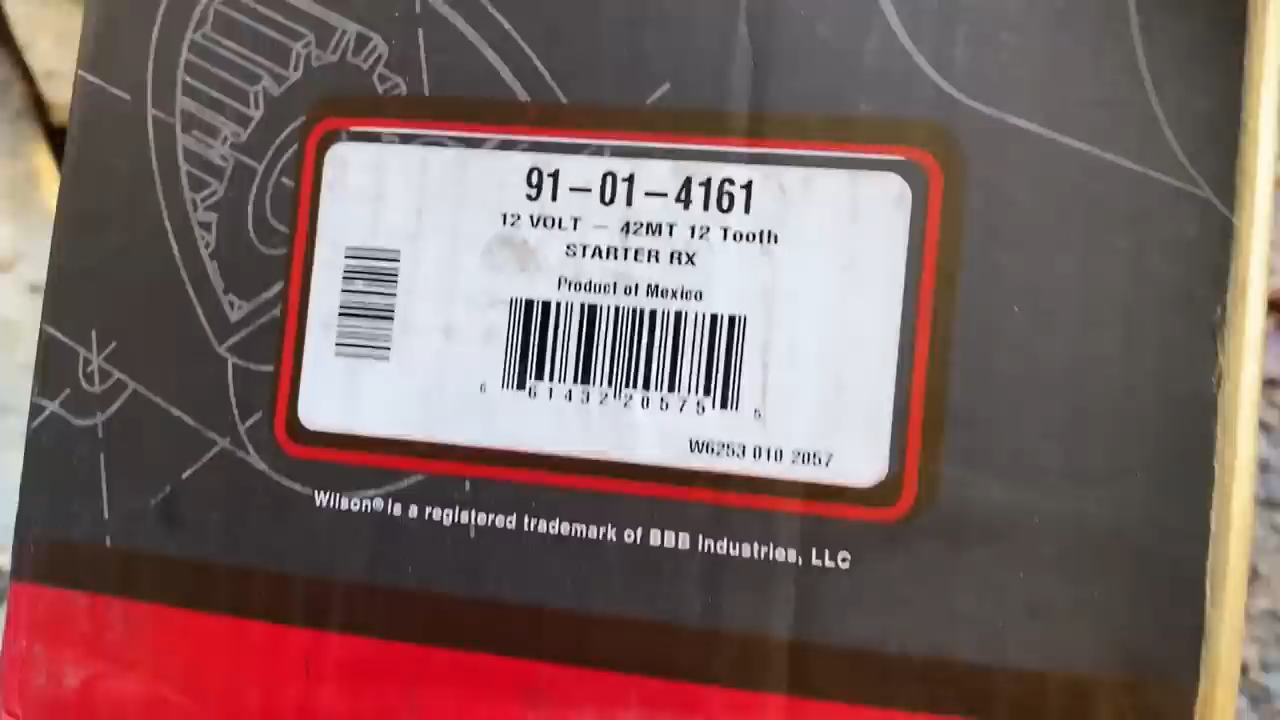 91-01-4161
12 VOLT - 42MT 12 Tooth
STARTER RX
Product of Mexico
6 61432 20575 5
W6253 010 2057
Wilson® is a registered trademark of BBB Industries, LLC